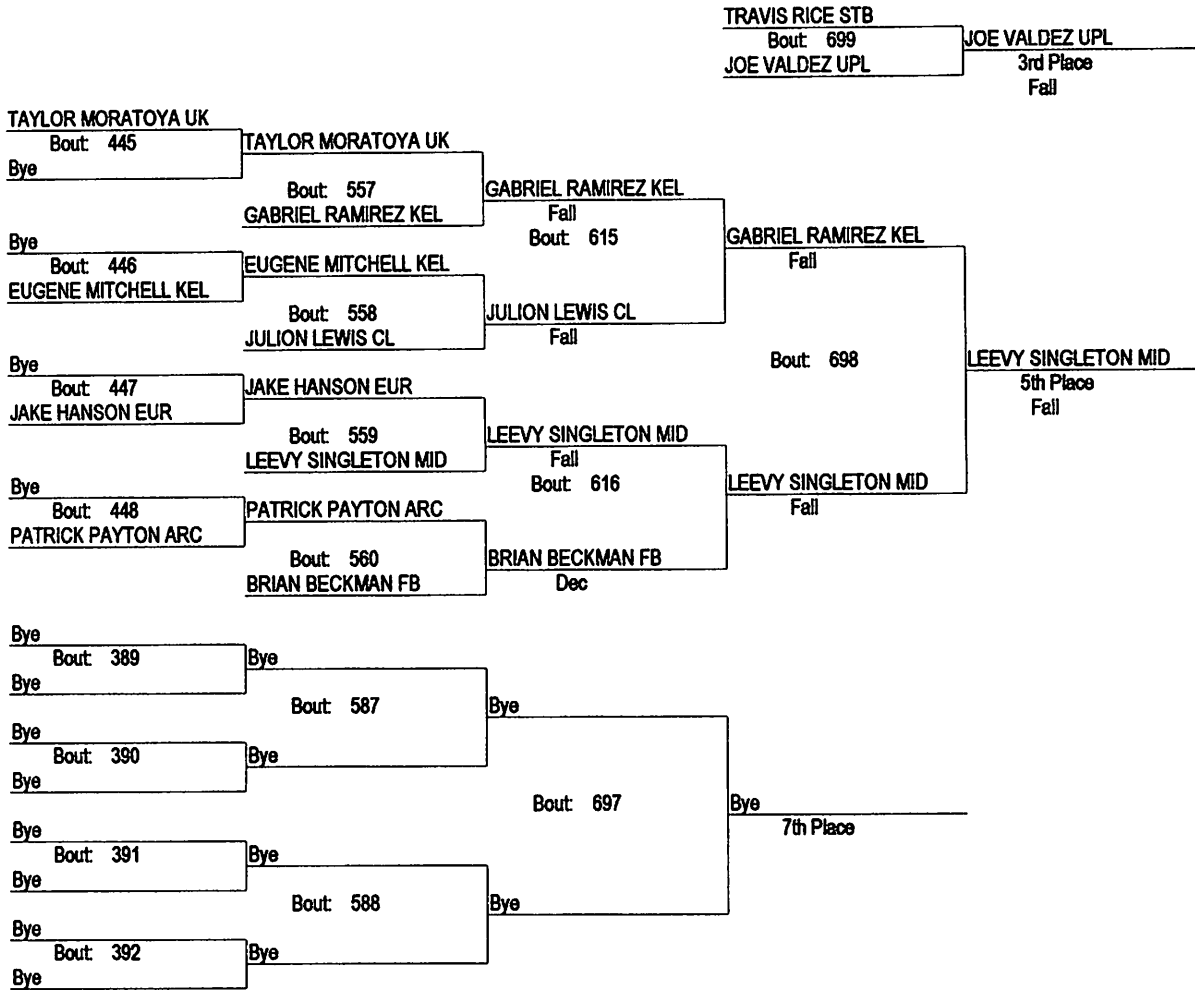 TRAVIS RICE STB
Bout: 699
JOE VALDEZ UPL
JOE VALDEZ UPL
3rd Place
Fall
TAYLOR MORATOYA UK
Bout: 445
Bye
TAYLOR MORATOYA UK
Bout: 557
GABRIEL RAMIREZ KEL
GABRIEL RAMIREZ KEL
Fall
Bout: 615
Bye
Bout: 446
EUGENE MITCHELL KEL
EUGENE MITCHELL KEL
Bout: 558
JULION LEWIS CL
JULION LEWIS CL
Fall
GABRIEL RAMIREZ KEL
Fall
Bout: 698
LEEVY SINGLETON MID
5th Place
Fall
Bye
Bout: 447
JAKE HANSON EUR
JAKE HANSON EUR
Bout: 559
LEEVY SINGLETON MID
LEEVY SINGLETON MID
Fall
Bout: 616
LEEVY SINGLETON MID
Fall
Bye
Bout: 448
PATRICK PAYTON ARC
PATRICK PAYTON ARC
Bout: 560
BRIAN BECKMAN FB
BRIAN BECKMAN FB
Dec
Bye
Bout: 389
Bye
Bye
Bout: 587
Bye
Bye
Bout: 390
Bye
Bye
Bout: 697
Bye
7th Place
Bye
Bout: 391
Bye
Bye
Bout: 588
Bye
Bye
Bout: 392
Bye
Bye